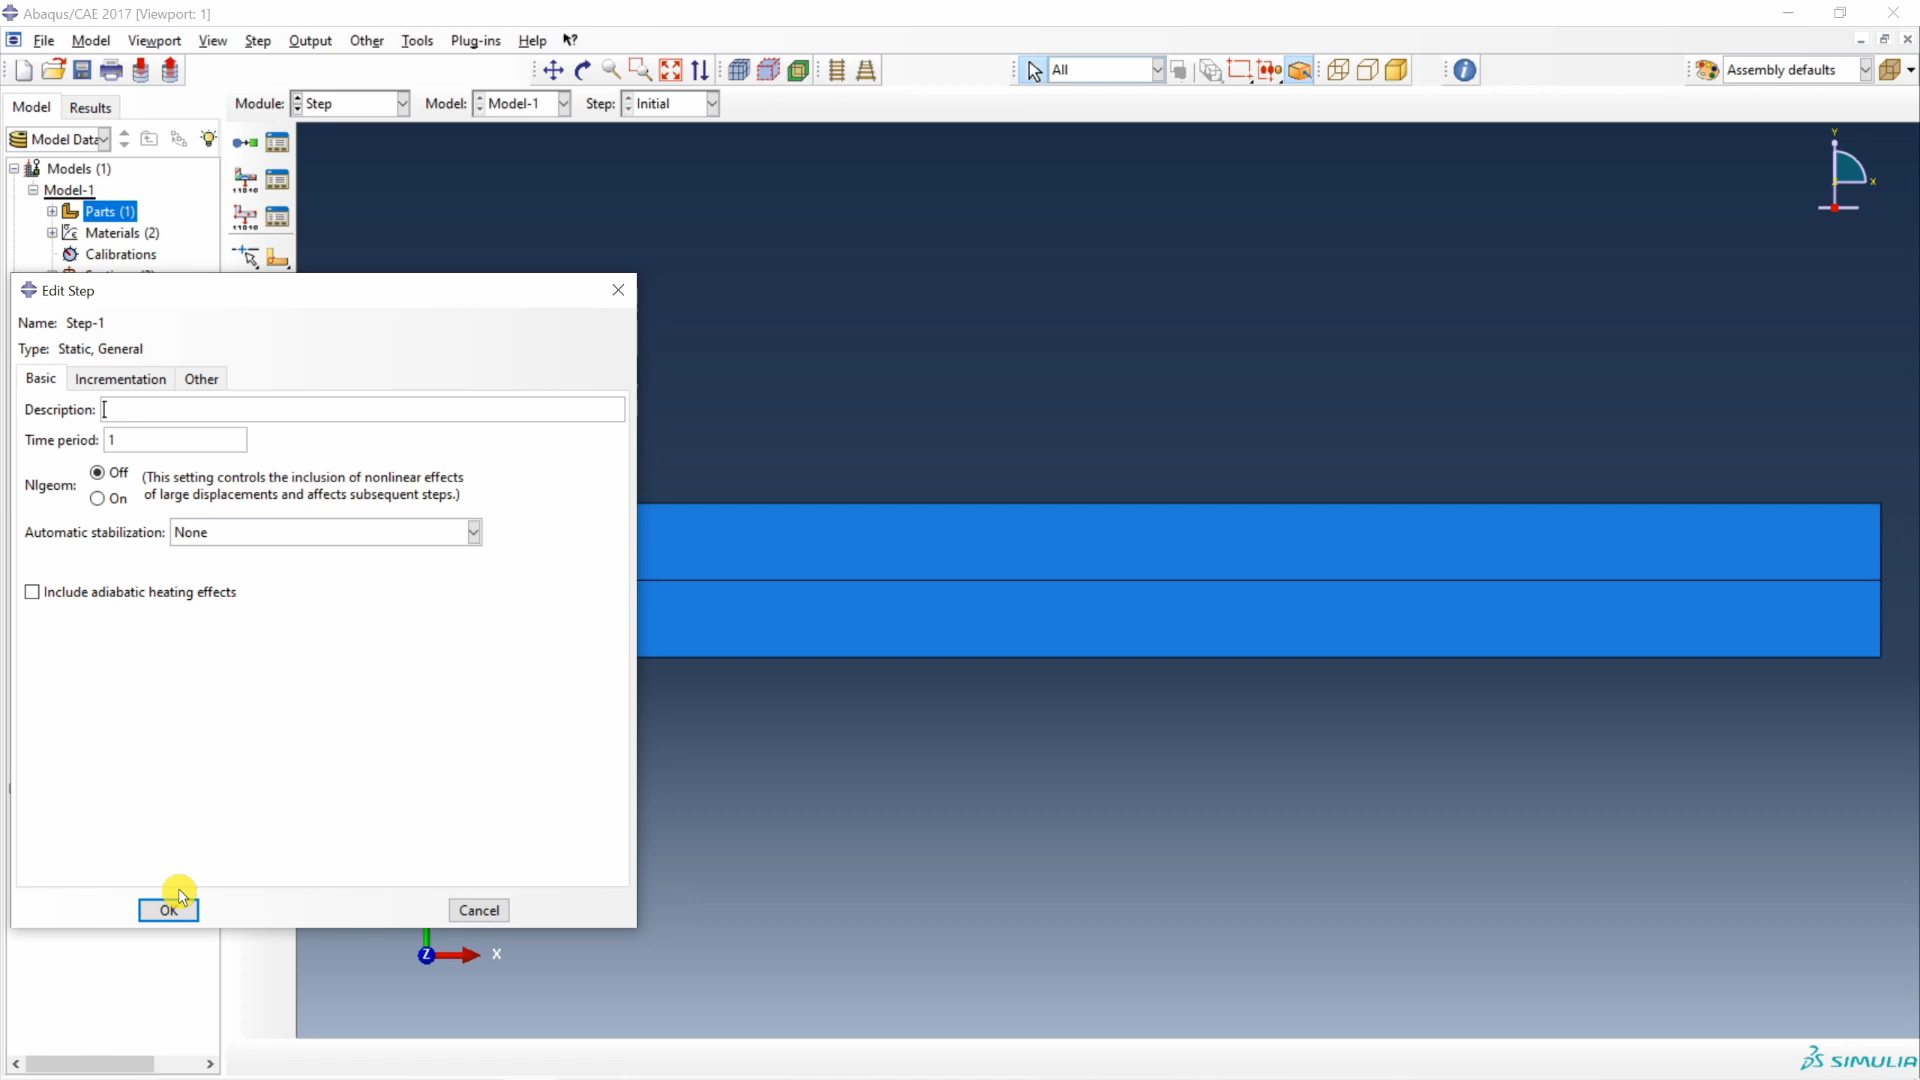 Abaqus/CAE 2017 [Viewport: 1]
File Model Viewport View Step Output Other Tools Plug-ins Help
All
Assembly defaults
Model Results
Module: Step Model: Model-1 Step: Initial
Model Data
Models (1)
Model-1
Parts (1)
Materials (2)
Calibrations
Edit Step
Name: Step-1
Type: Static, General
Basic Incrementation Other
Description:
Time period: 1
Nlgeom: Off
On
(This setting controls the inclusion of nonlinear effects
of large displacements and affects subsequent steps.)
Automatic stabilization: None
Include adiabatic heating effects
OK Cancel
Y
X
Z X
SIMULIA